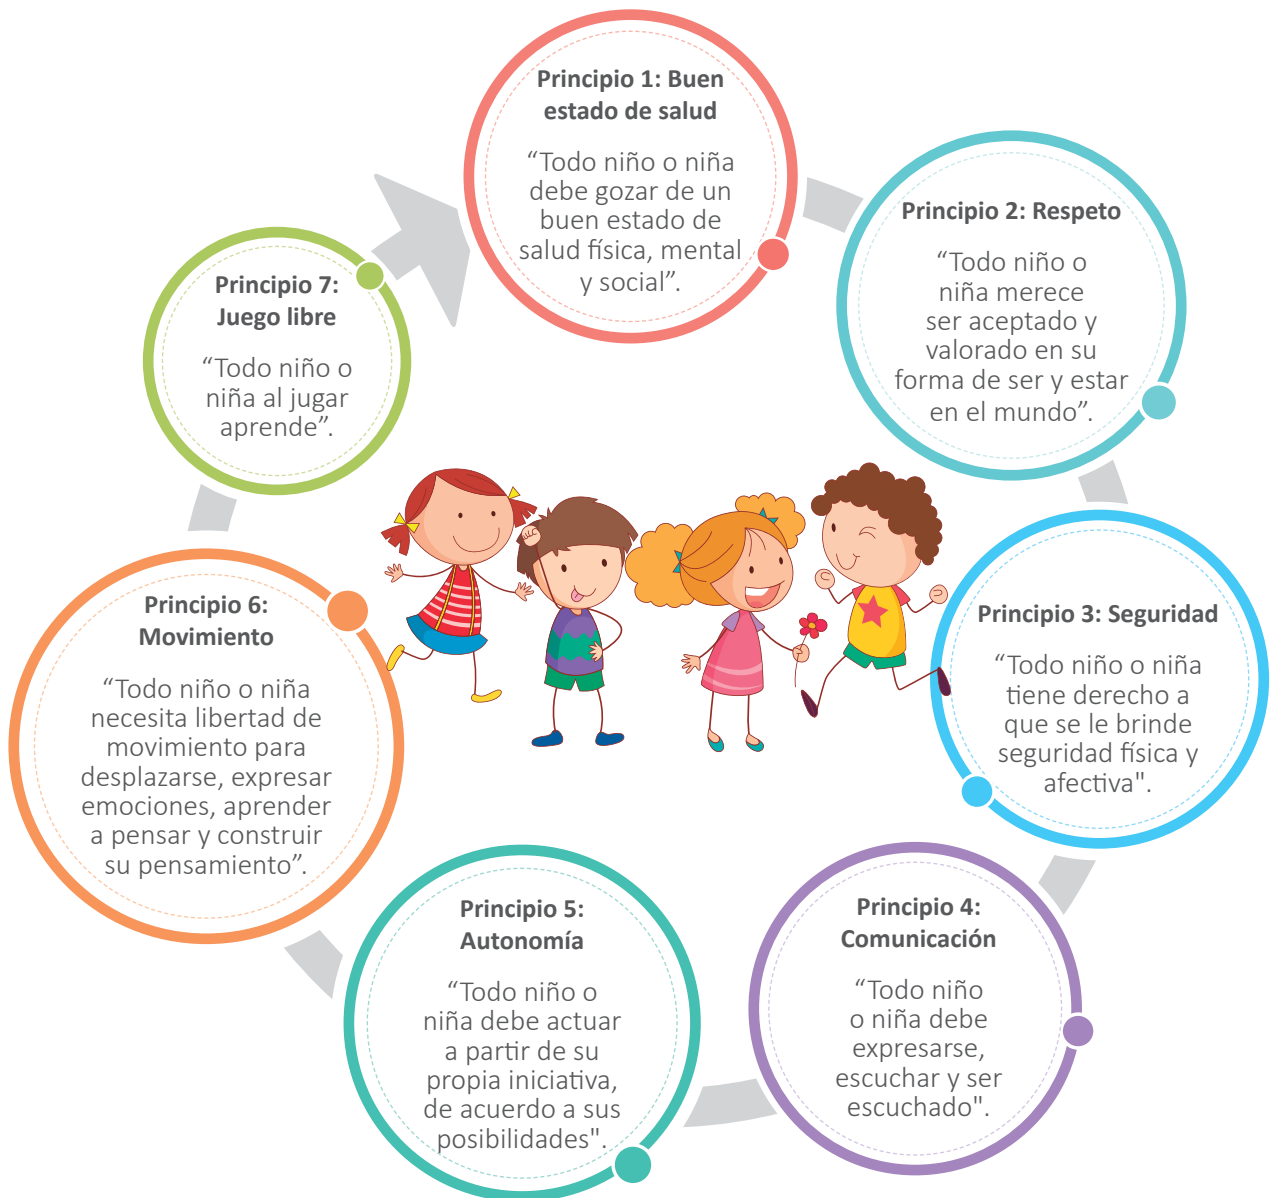 Principio 1: Buen
estado de salud
“Todo niño o niña
debe gozar de un
buen estado de
salud física, mental
y social”.
Principio 2: Respeto
“Todo niño o
niña merece
ser aceptado y
valorado en su
forma de ser y estar
en el mundo”.
Principio 3: Seguridad
“Todo niño o niña
tiene derecho a
que se le brinde
seguridad física y
afectiva".
Principio 4:
Comunicación
“Todo niño
o niña debe
expresarse,
escuchar y ser
escuchado".
Principio 5:
Autonomía
“Todo niño o
niña debe actuar
a partir de su
propia iniciativa,
de acuerdo a sus
posibilidades".
Principio 6:
Movimiento
“Todo niño o niña
necesita libertad de
movimiento para
desplazarse, expresar
emociones, aprender
a pensar y construir
su pensamiento”.
Principio 7:
Juego libre
“Todo niño o
niña al jugar
aprende”.